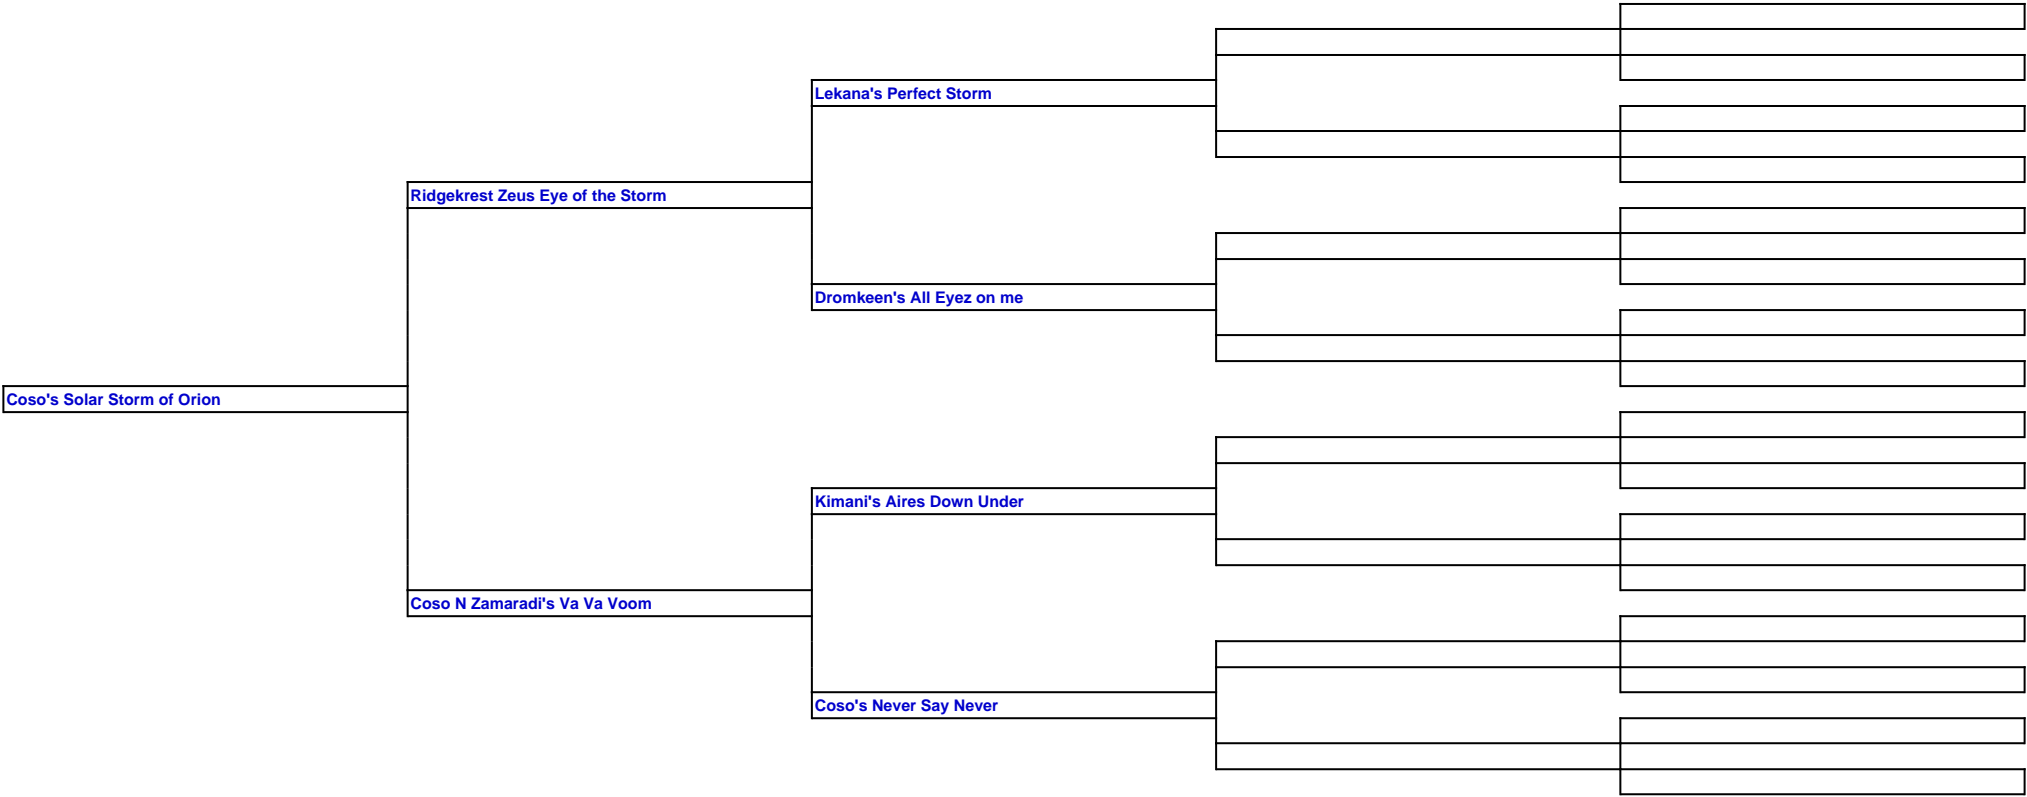 Lekana's Perfect Storm
Ridgekrest Zeus Eye of the Storm
Dromkeen's All Eyez on me
Coso's Solar Storm of Orion
Kimani's Aires Down Under
Coso N Zamaradi's Va Va Voom
Coso's Never Say Never